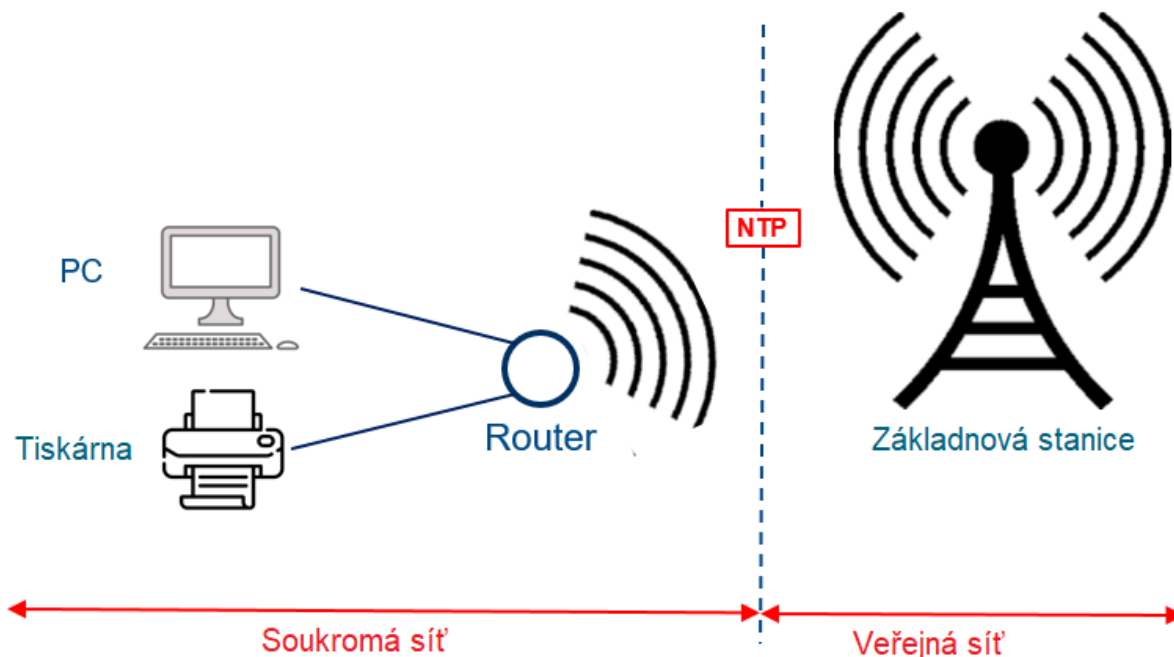 NTP
PC
Router
Tiskárna
Základnová stanice
Soukromá síť
Veřejná síť